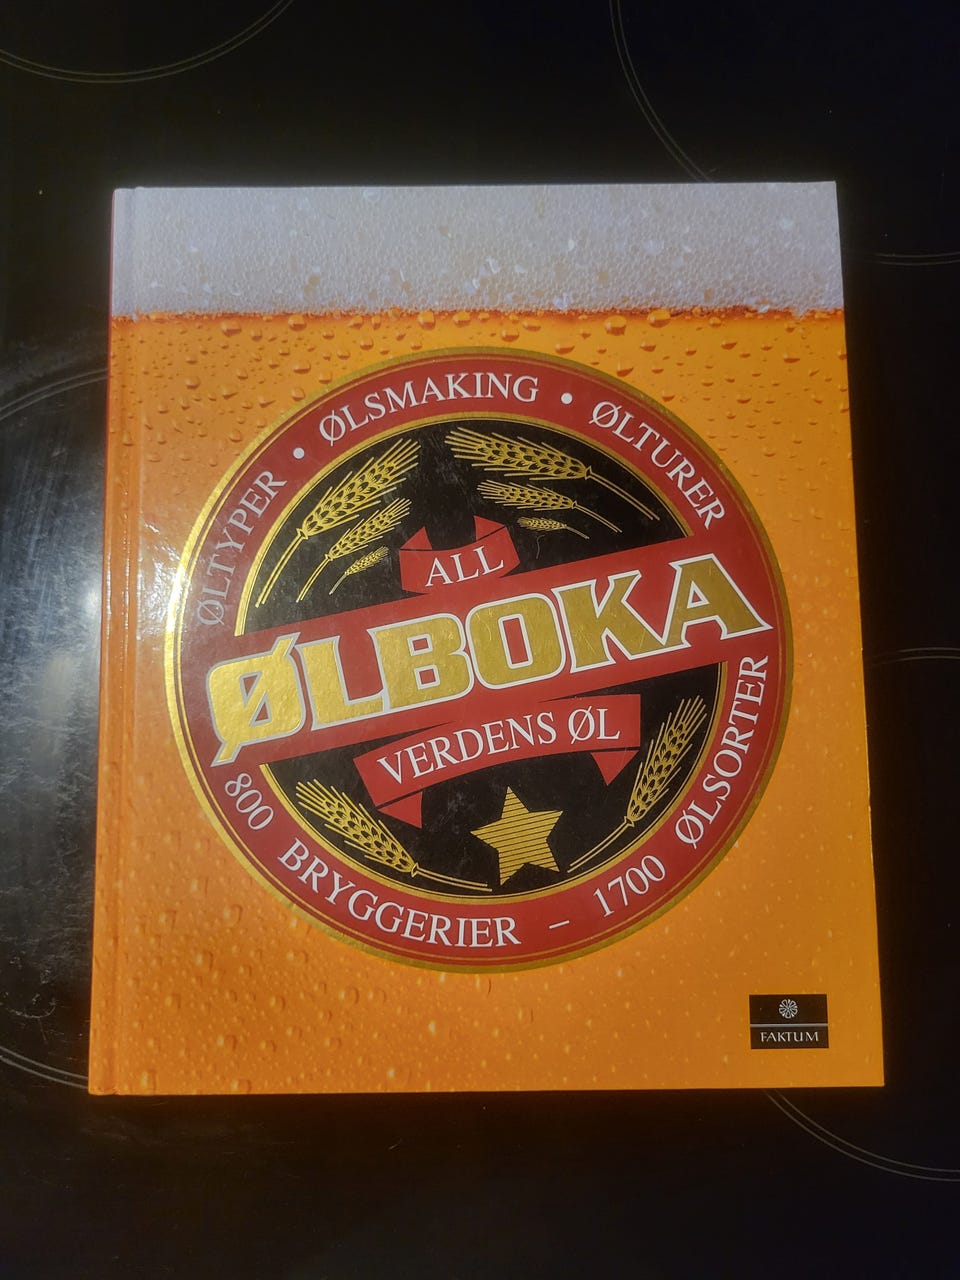 ØLTYPER • ØLSMAKING • ØLTURER
ALL
ØLBOKA
VERDENS ØL
800 BRYGGERIER – 1700 ØLSORTER
FAKTUM